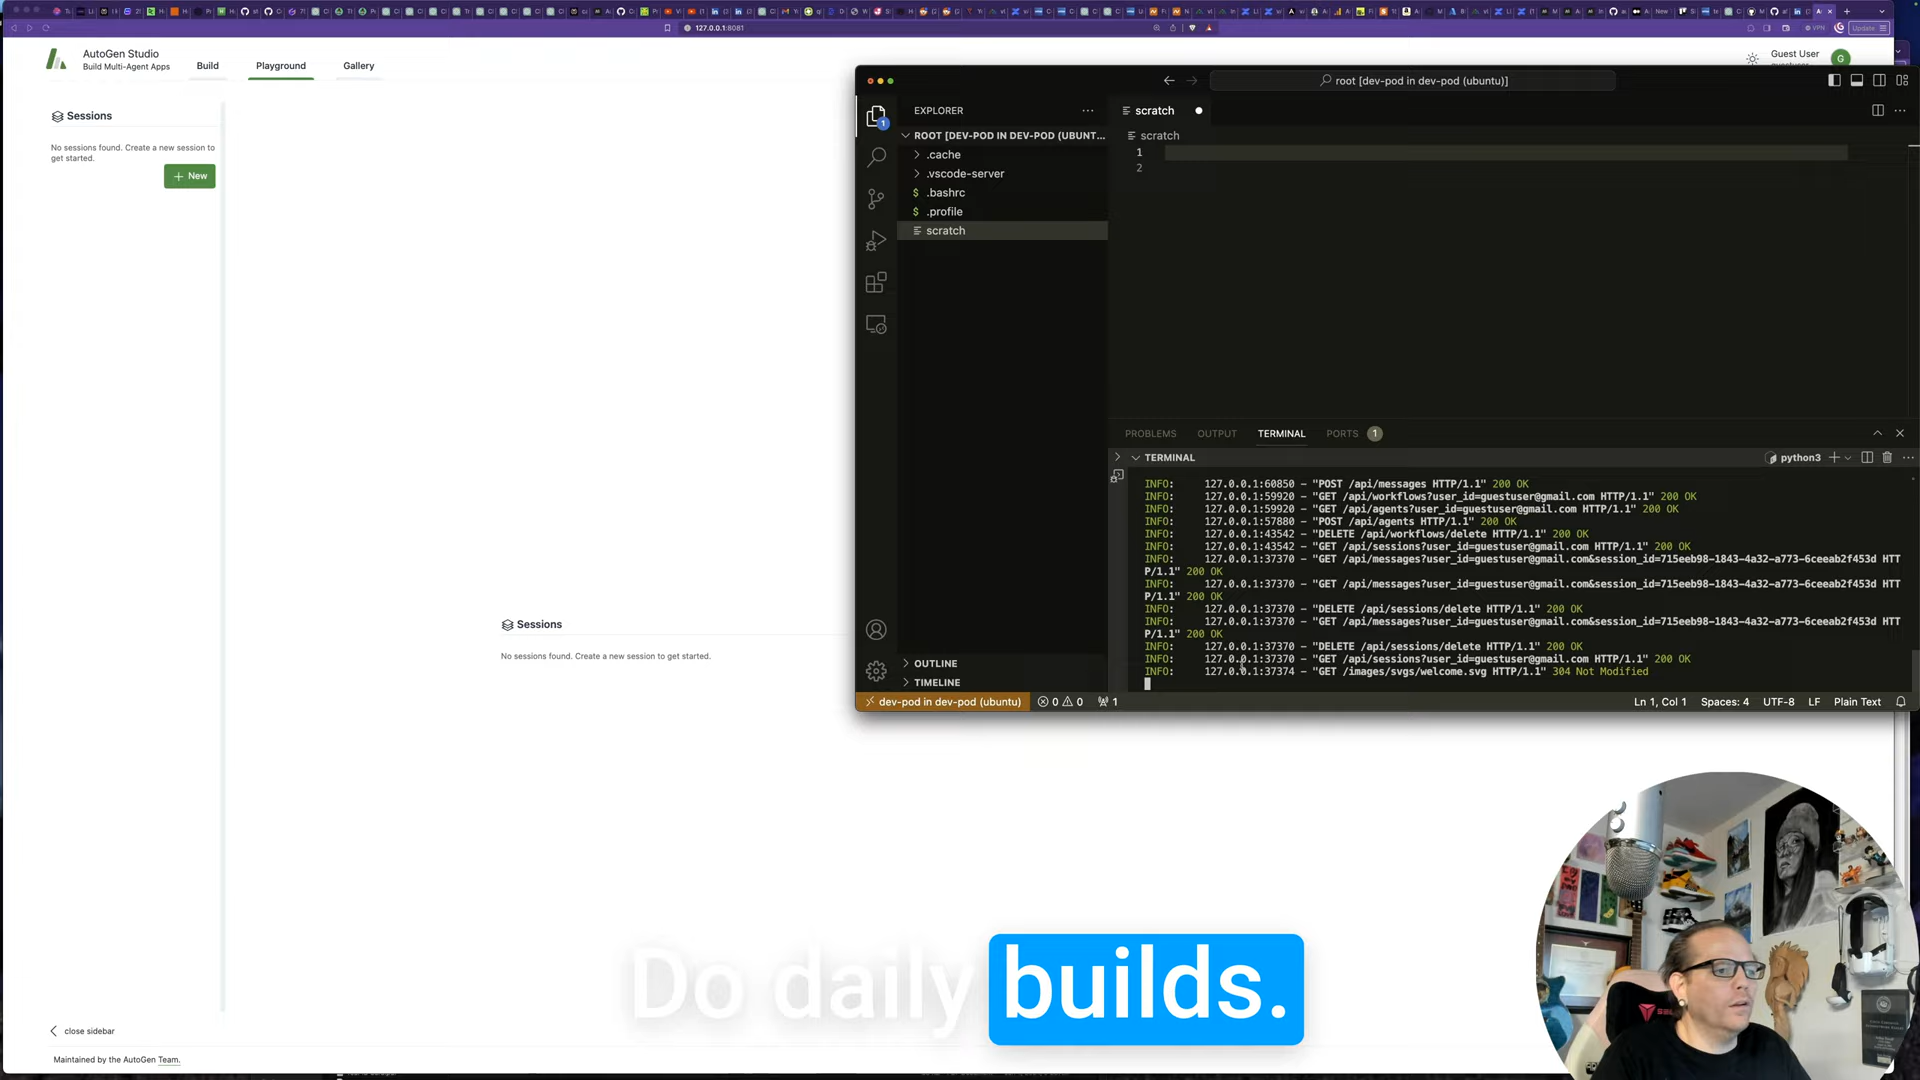 127.0.0.1:8081
VPN
Update
AutoGen Studio
Build Multi-Agent Apps
Build
Playground
Gallery
Guest User
G
Sessions
No sessions found. Create a new session to
get started.
+ New
Sessions
No sessions found. Create a new session to get started.
close sidebar
Maintained by the AutoGen Team.
root [dev-pod in dev-pod (ubuntu)]
EXPLORER
1
ROOT [DEV-POD IN DEV-POD (UBUNT...
.cache
.vscode-server
$ .bashrc
$ .profile
scratch
OUTLINE
TIMELINE
scratch
scratch
1
2
PROBLEMS OUTPUT TERMINAL PORTS 1
TERMINAL
python3
INFO: 127.0.0.1:60850 - "POST /api/messages HTTP/1.1" 200 OK
INFO: 127.0.0.1:59920 - "GET /api/workflows?user_id=guestuser@gmail.com HTTP/1.1" 200 OK
INFO: 127.0.0.1:59920 - "GET /api/agents?user_id=guestuser@gmail.com HTTP/1.1" 200 OK
INFO: 127.0.0.1:57880 - "POST /api/agents HTTP/1.1" 200 OK
INFO: 127.0.0.1:43542 - "DELETE /api/workflows/delete HTTP/1.1" 200 OK
INFO: 127.0.0.1:43542 - "GET /api/sessions?user_id=guestuser@gmail.com HTTP/1.1" 200 OK
INFO: 127.0.0.1:37370 - "GET /api/messages?user_id=guestuser@gmail.com&session_id=715eeb98-1843-4a32-a773-6ceeab2f453d HTT
P/1.1" 200 OK
INFO: 127.0.0.1:37370 - "GET /api/messages?user_id=guestuser@gmail.com&session_id=715eeb98-1843-4a32-a773-6ceeab2f453d HTT
P/1.1" 200 OK
INFO: 127.0.0.1:37370 - "DELETE /api/sessions/delete HTTP/1.1" 200 OK
INFO: 127.0.0.1:37370 - "GET /api/messages?user_id=guestuser@gmail.com&session_id=715eeb98-1843-4a32-a773-6ceeab2f453d HTT
P/1.1" 200 OK
INFO: 127.0.0.1:37370 - "DELETE /api/sessions/delete HTTP/1.1" 200 OK
INFO: 127.0.0.1:37370 - "GET /api/sessions?user_id=guestuser@gmail.com HTTP/1.1" 200 OK
INFO: 127.0.0.1:37374 - "GET /images/svgs/welcome.svg HTTP/1.1" 304 Not Modified
dev-pod in dev-pod (ubuntu) 0 0 1
Ln 1, Col 1 Spaces: 4 UTF-8 LF Plain Text
Do daily builds.